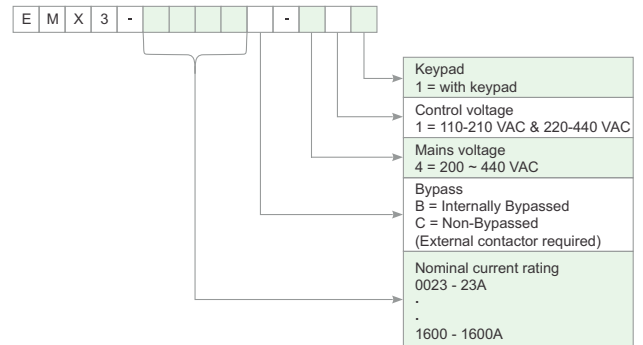 EMX3- -
Keypad
1 = with keypad
Control voltage
1 = 110-210 VAC & 220-440 VAC
Mains voltage
4 = 200 ~ 440 VAC
Bypass
B = Internally Bypassed
C = Non-Bypassed
(External contactor required)
Nominal current rating
0023 - 23A
.
.
1600 - 1600A